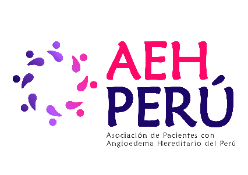 AEH
PERÚ
Asociación de Pacientes con
Angioedema Hereditario del Perú